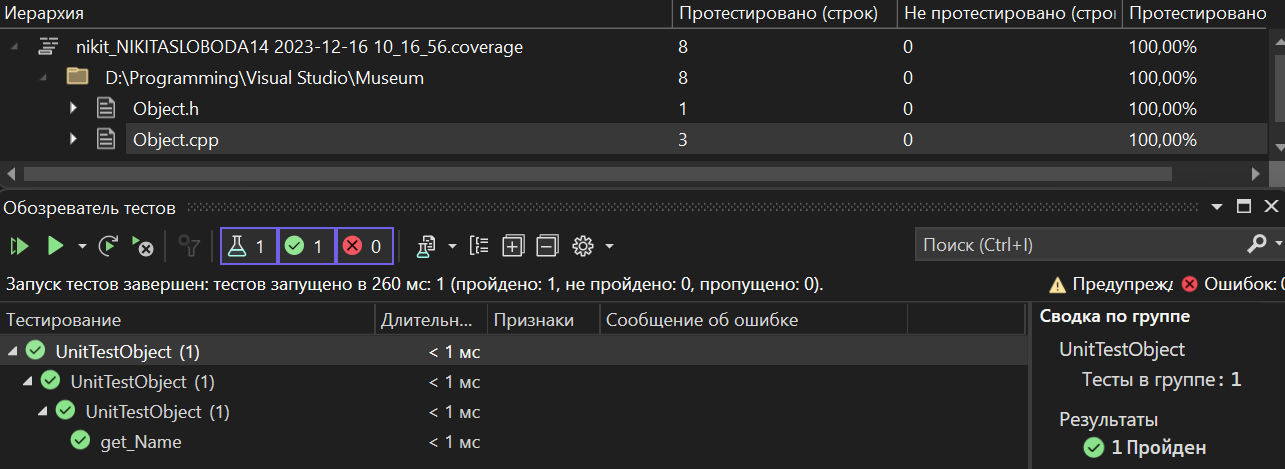 Иерархия Протестировано (строк) Не протестировано (строк Протестировано
nikit_NIKITASLOBODA14 2023-12-16 10_16_56.coverage 8 0 100,00%
D:\Programming\Visual Studio\Museum 8 0 100,00%
Object.h 1 0 100,00%
Object.cpp 3 0 100,00%
Обозреватель тестов
1 1 0 Поиск (Ctrl+I)
Запуск тестов завершен: тестов запущено в 260 мс: 1 (пройдено: 1, не пройдено: 0, пропущено: 0). Предупрежд Ошибок: 0
Тестирование Длительн... Признаки Сообщение об ошибке
Сводка по группе
UnitTestObject (1) < 1 мс
UnitTestObject
UnitTestObject (1) < 1 мс
Тесты в группе: 1
UnitTestObject (1) < 1 мс
Результаты
get_Name < 1 мс
1 Пройден